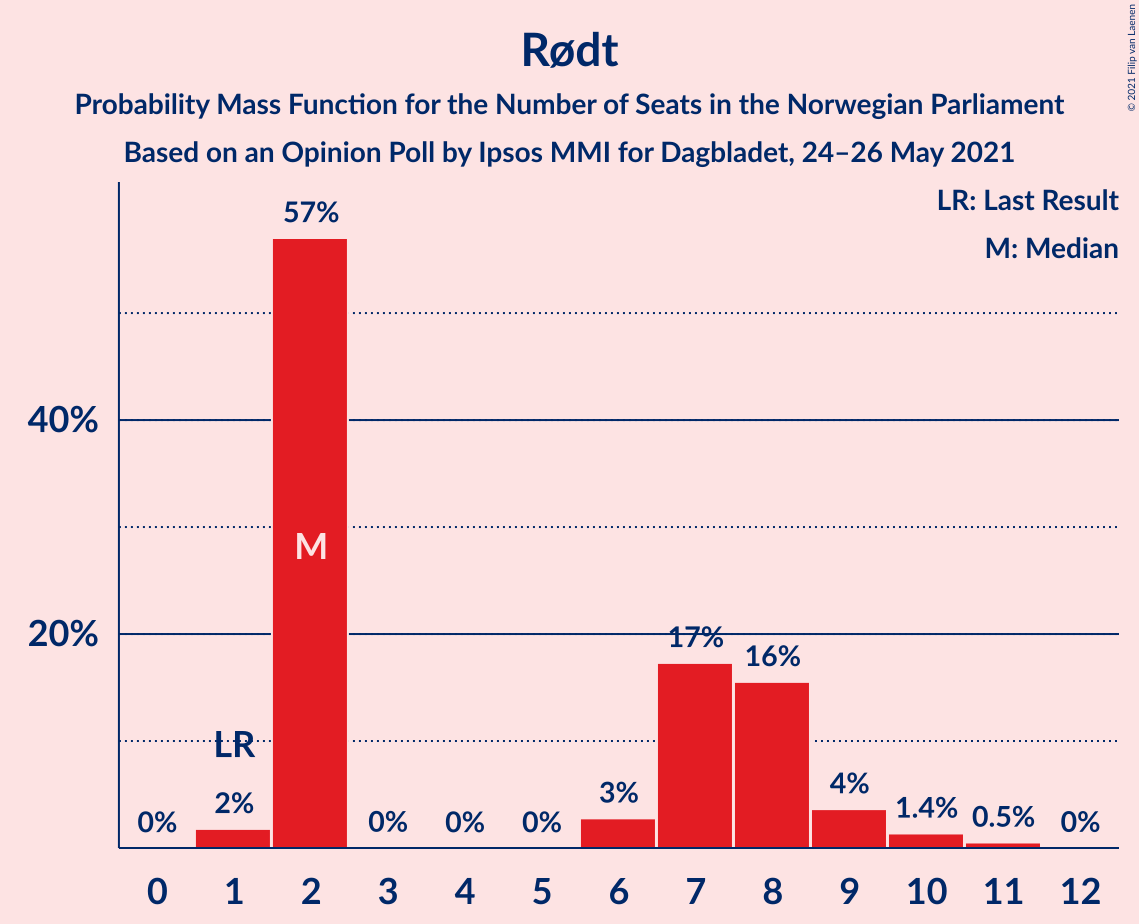 Rødt
Probability Mass Function for the Number of Seats in the Norwegian Parliament
Based on an Opinion Poll by Ipsos MMI for Dagbladet, 24–26 May 2021
© 2021 Filip van Laenen
LR: Last Result
M: Median
57%
40%
M
20%
17%
16%
LR
0%
2%
0%
0%
0%
3%
4%
1.4%
0.5%
0%
0 1 2 3 4 5 6 7 8 9 10 11 12